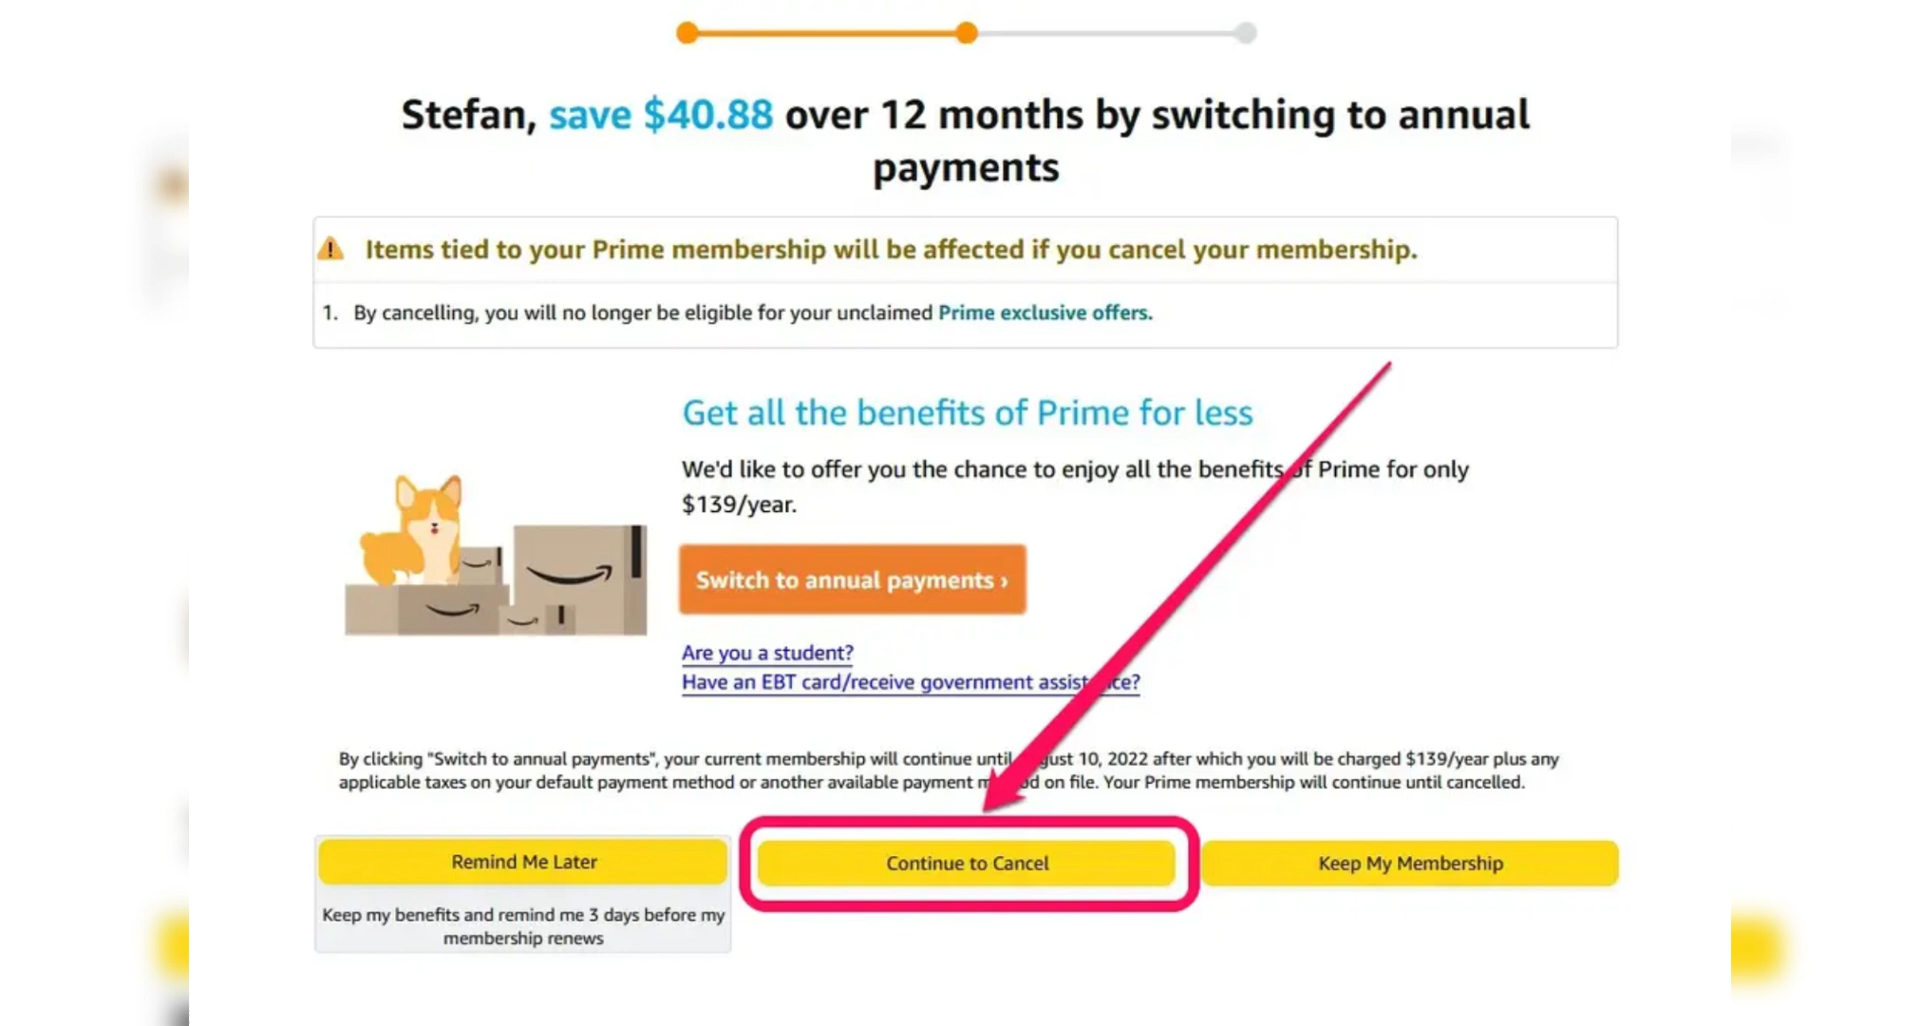 Stefan, save $40.88 over 12 months by switching to annual
payments
Items tied to your Prime membership will be affected if you cancel your membership.
1. By cancelling, you will no longer be eligible for your unclaimed Prime exclusive offers.
Get all the benefits of Prime for less
We'd like to offer you the chance to enjoy all the benefits of Prime for only
$139/year.
Switch to annual payments ›
Are you a student?
Have an EBT card/receive government assistance?
By clicking "Switch to annual payments", your current membership will continue until August 10, 2022 after which you will be charged $139/year plus any
applicable taxes on your default payment method or another available payment method on file. Your Prime membership will continue until cancelled.
Remind Me Later
Continue to Cancel
Keep My Membership
Keep my benefits and remind me 3 days before my
membership renews